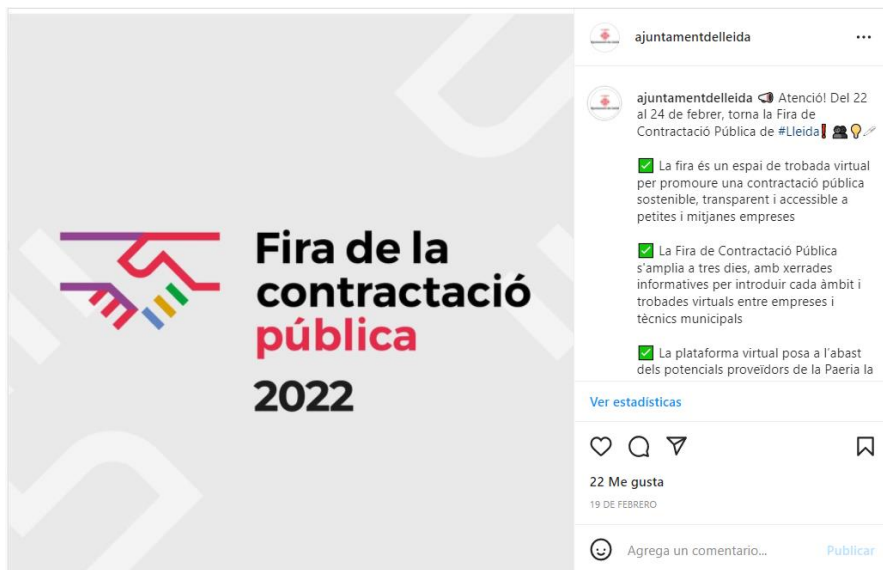 Fira de la
contractació
pública
2022
ajuntamentdelleida
ajuntamentdelleida 📢 Atenció! Del 22
al 24 de febrer, torna la Fira de
Contractació Pública de #Lleida❗👥💡
✅ La fira és un espai de trobada virtual
per promoure una contractació pública
sostenible, transparent i accessible a
petites i mitjanes empreses
✅ La Fira de Contractació Pública
s'amplia a tres dies, amb xerrades
informatives per introduir cada àmbit i
trobades virtuals entre empreses i
tècnics municipals
✅ La plataforma virtual posa a l'abast
dels potencials proveïdors de la Paeria la
Ver estadísticas
22 Me gusta
19 DE FEBRERO
Agrega un comentario...
Publicar